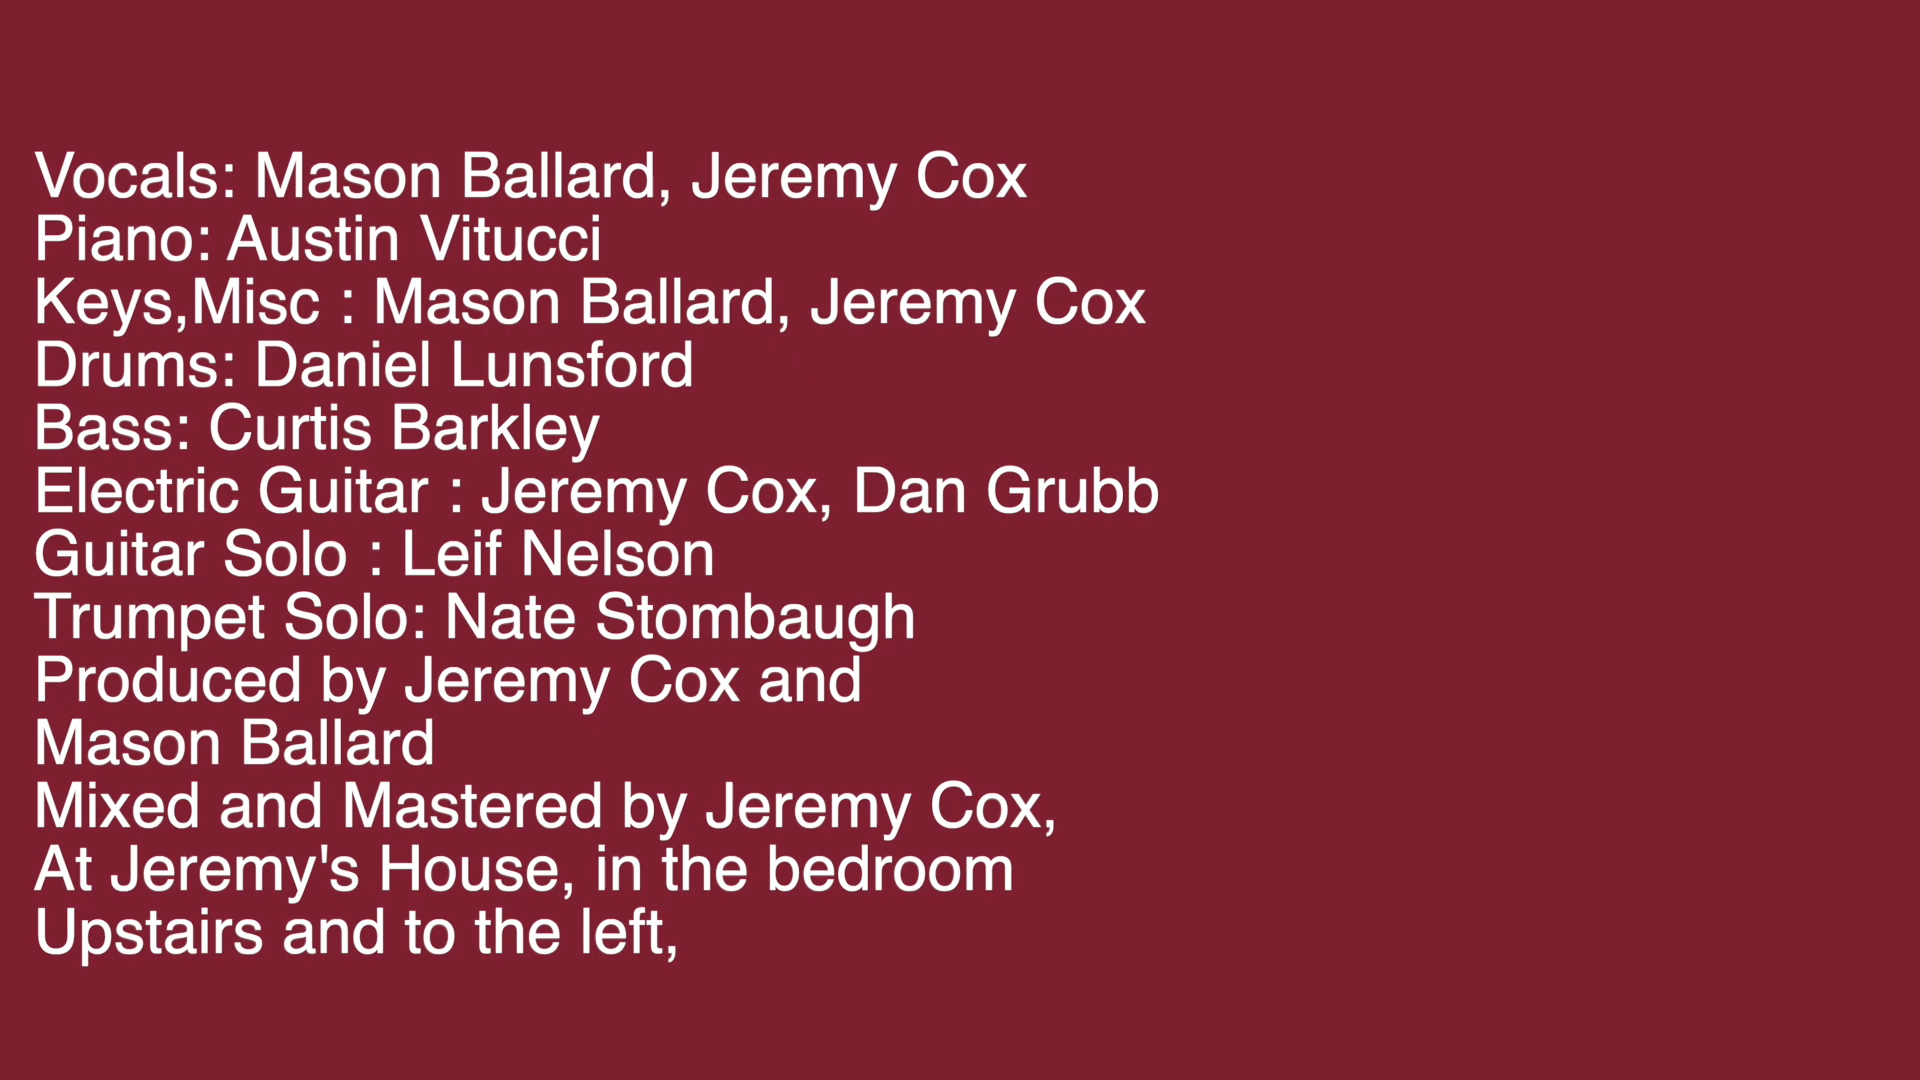 Vocals: Mason Ballard, Jeremy Cox
Piano: Austin Vitucci
Keys,Misc : Mason Ballard, Jeremy Cox
Drums: Daniel Lunsford
Bass: Curtis Barkley
Electric Guitar : Jeremy Cox, Dan Grubb
Guitar Solo : Leif Nelson
Trumpet Solo: Nate Stombaugh
Produced by Jeremy Cox and
Mason Ballard
Mixed and Mastered by Jeremy Cox,
At Jeremy's House, in the bedroom
Upstairs and to the left,